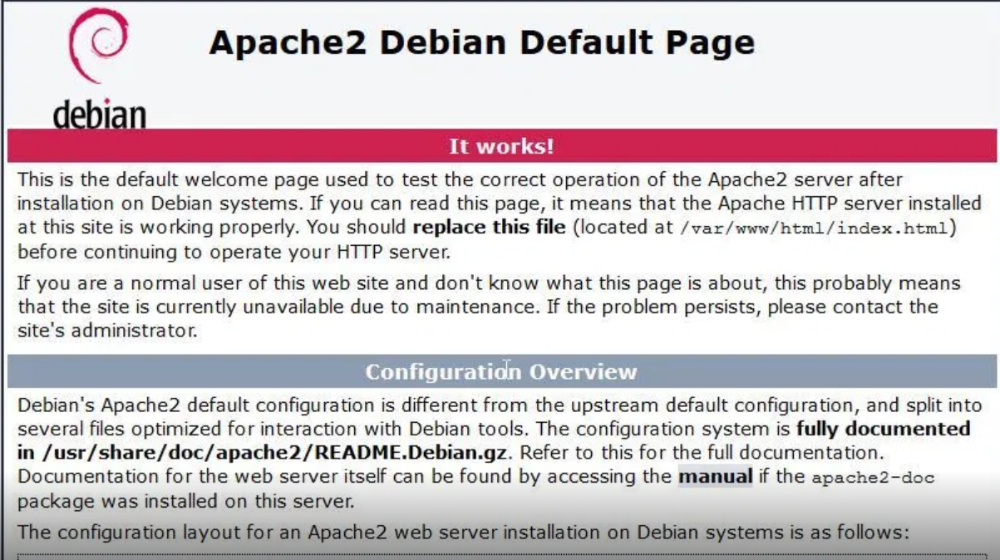 debian
Apache2 Debian Default Page
It works!
This is the default welcome page used to test the correct operation of the Apache2 server after
installation on Debian systems. If you can read this page, it means that the Apache HTTP server installed
at this site is working properly. You should replace this file (located at /var/www/html/index.html)
before continuing to operate your HTTP server.
If you are a normal user of this web site and don't know what this page is about, this probably means
that the site is currently unavailable due to maintenance. If the problem persists, please contact the
site's administrator.
Configuration Overview
Debian's Apache2 default configuration is different from the upstream default configuration, and split into
several files optimized for interaction with Debian tools. The configuration system is fully documented
in /usr/share/doc/apache2/README.Debian.gz. Refer to this for the full documentation.
Documentation for the web server itself can be found by accessing the manual if the apache2-doc
package was installed on this server.
The configuration layout for an Apache2 web server installation on Debian systems is as follows: